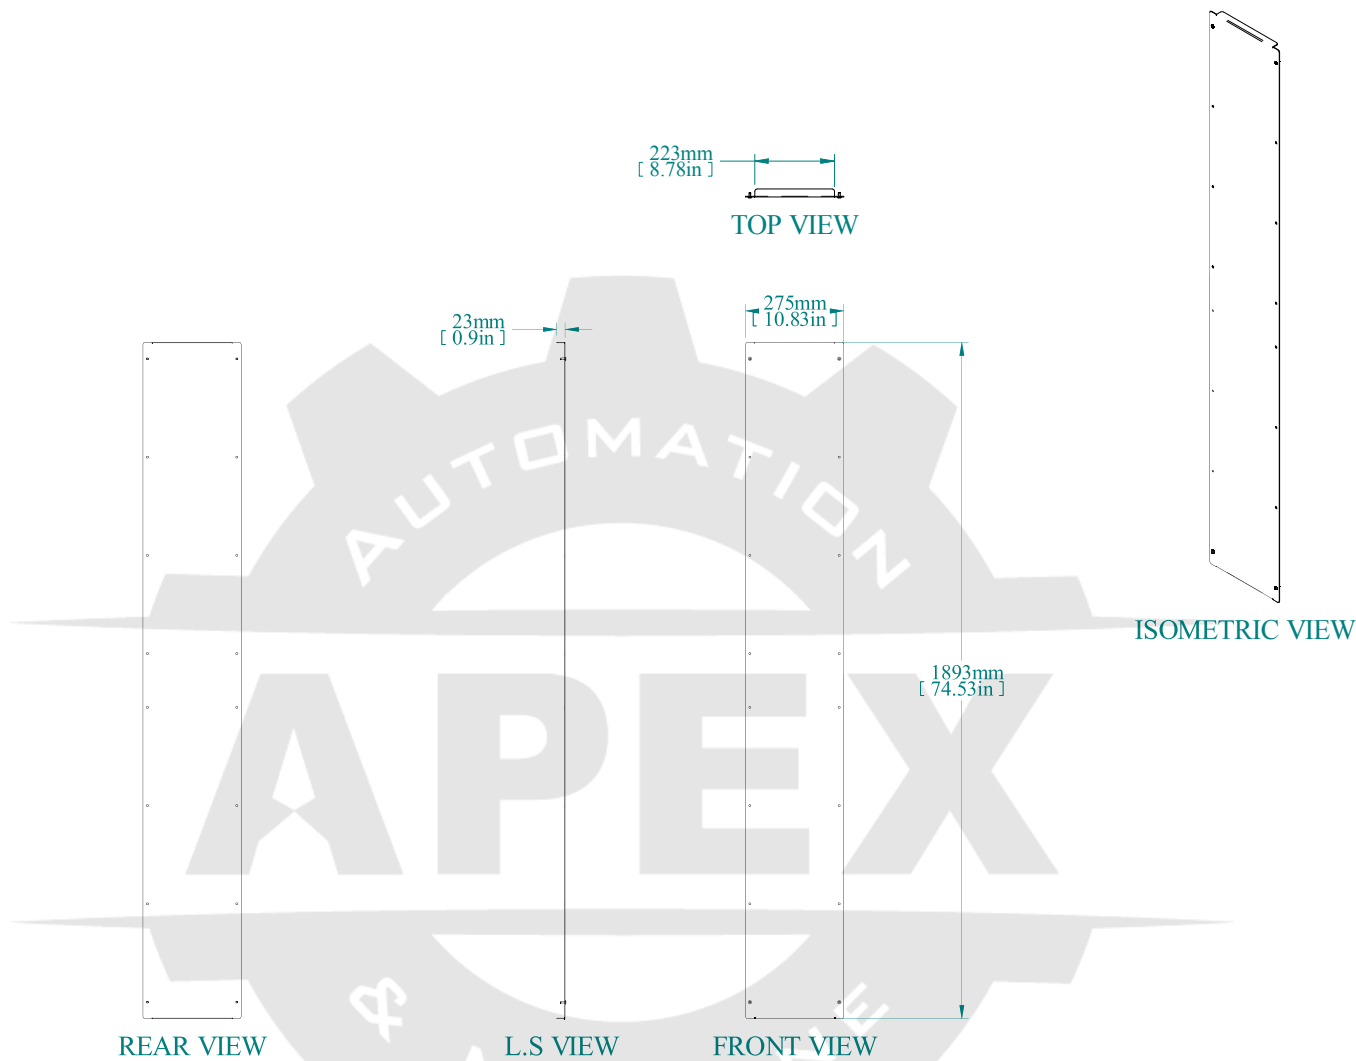 223mm
[ 8.78in ]
TOP VIEW
23mm
[ 0.9in ]
275mm
[ 10.83in ]
AUTOMATION
ISOMETRIC VIEW
1893mm
[ 74.53in ]
APEX
&
REAR VIEW
L.S VIEW
FRONT VIEW